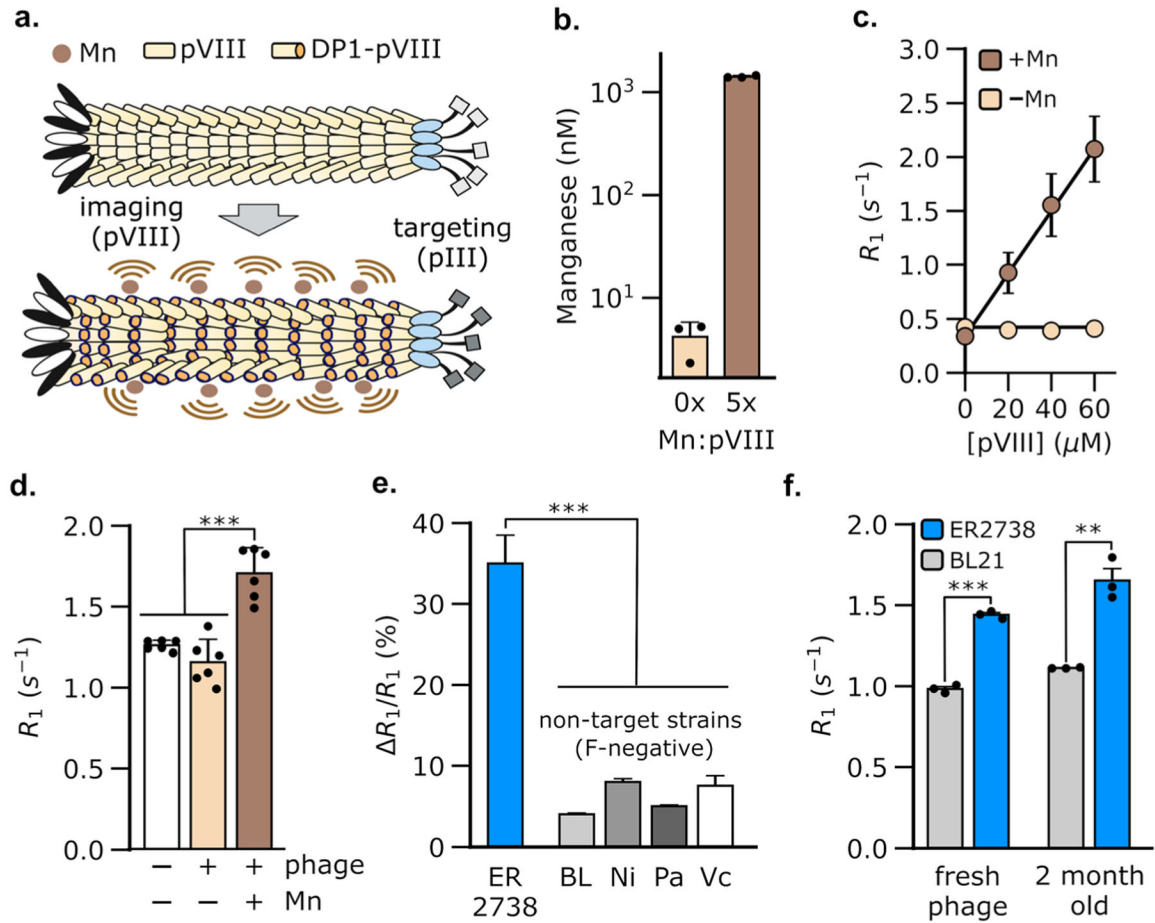 a.
Mn pVIII DP1-pVIII
imaging
(pVIII)
targeting
(pIII)
b.
Manganese (nM)
10³
10²
10¹
0x 5x
Mn:pVIII
c.
R₁ (s⁻¹)
3.0
2.5
2.0
1.5
1.0
0.5
0.0
+Mn
−Mn
0 20 40 60
[pVIII] (μM)
d.
R₁ (s⁻¹)
2.0
1.5
1.0
0.5
0.0
***
− + + phage
− − + Mn
e.
ΔR₁/R₁ (%)
40
30
20
10
0
***
non-target strains
(F-negative)
ER BL Ni Pa Vc
2738
f.
R₁ (s⁻¹)
2.0
1.5
1.0
0.5
0.0
ER2738
BL21
***
**
fresh 2 month
phage old